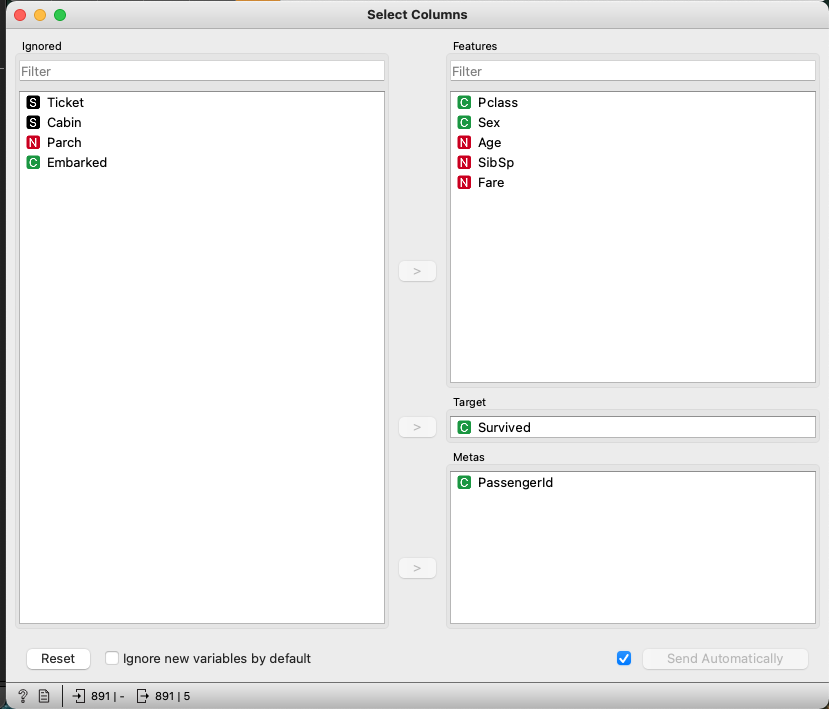 Select Columns
Ignored
Filter
S Ticket
S Cabin
N Parch
C Embarked
>
>
>
Features
Filter
C Pclass
C Sex
N Age
N SibSp
N Fare
Target
C Survived
Metas
C PassengerId
Reset
Ignore new variables by default
Send Automatically
? 891 | - 891 | 5